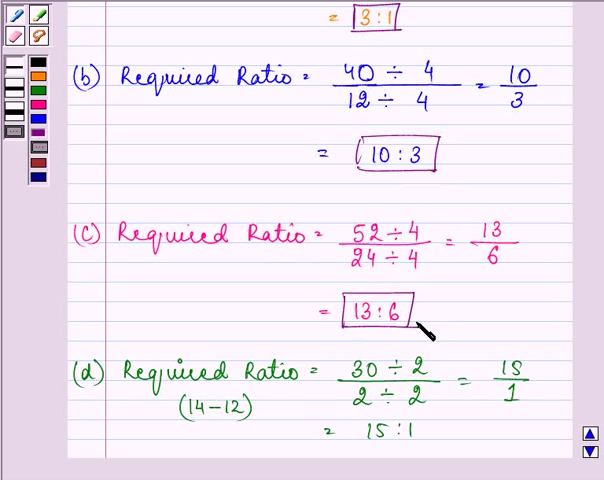 = 3:1
(b) Required Ratio = 40 ÷ 4 / 12 ÷ 4 = 10 / 3
= 10 : 3
(c) Required Ratio = 52 ÷ 4 / 24 ÷ 4 = 13 / 6
= 13 : 6
(d) Required Ratio = 30 ÷ 2 / 2 ÷ 2 = 15 / 1
(14-12)
= 15 : 1